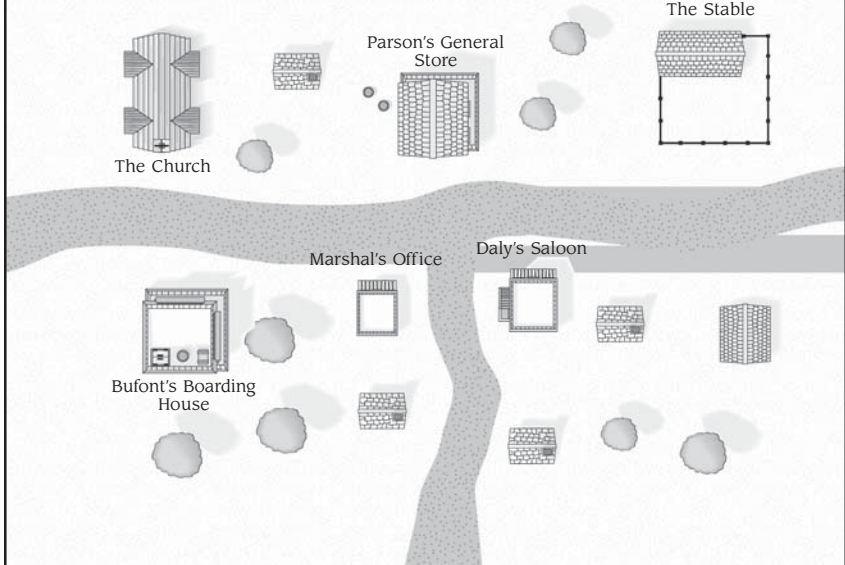 The Stable
Parson's General
Store
The Church
Marshal's Office
Daly's Saloon
Bufont's Boarding
House